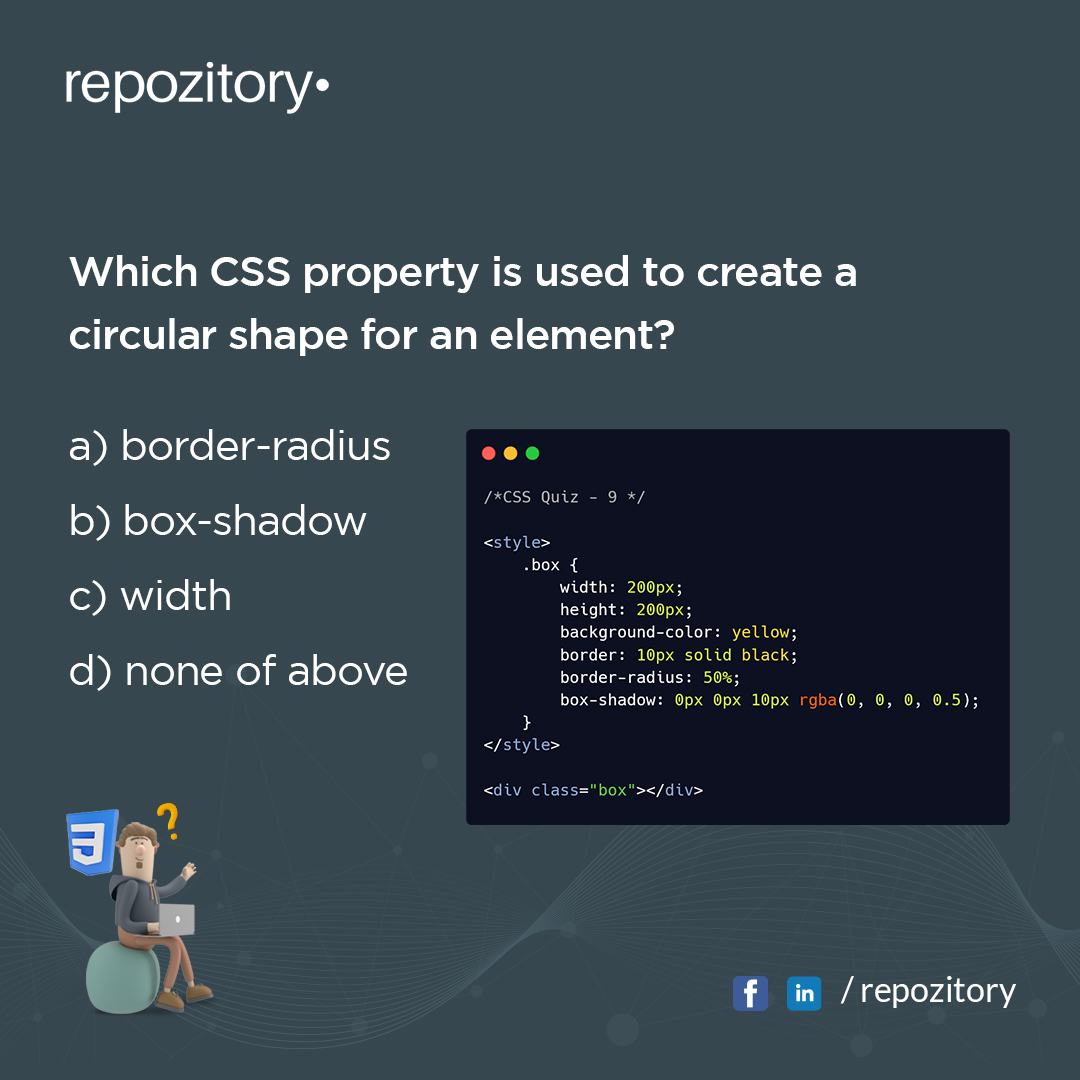 repozitory•
Which CSS property is used to create a
circular shape for an element?
a) border-radius
b) box-shadow
c) width
d) none of above
/*CSS Quiz - 9 */
<style>
    .box {
        width: 200px;
        height: 200px;
        background-color: yellow;
        border: 10px solid black;
        border-radius: 50%;
        box-shadow: 0px 0px 10px rgba(0, 0, 0, 0.5);
    }
</style>
<div class="box"></div>
?
f in / repozitory